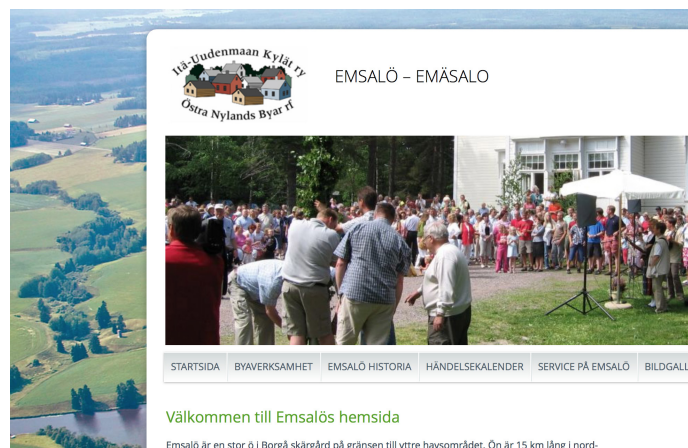 Itä-Uudenmaan Kylät ry
Östra Nylands Byar rf
EMSALÖ – EMÄSALO
STARTSIDA BYAVERKSAMHET EMSALÖ HISTORIA HÄNDELSEKALENDER SERVICE PÅ EMSALÖ BILDGALL
Välkommen till Emsalös hemsida
Emsalö är en stor ö i Borgå skärgård på gränsen till yttre havsområdet. Ön är 15 km lång i nord-